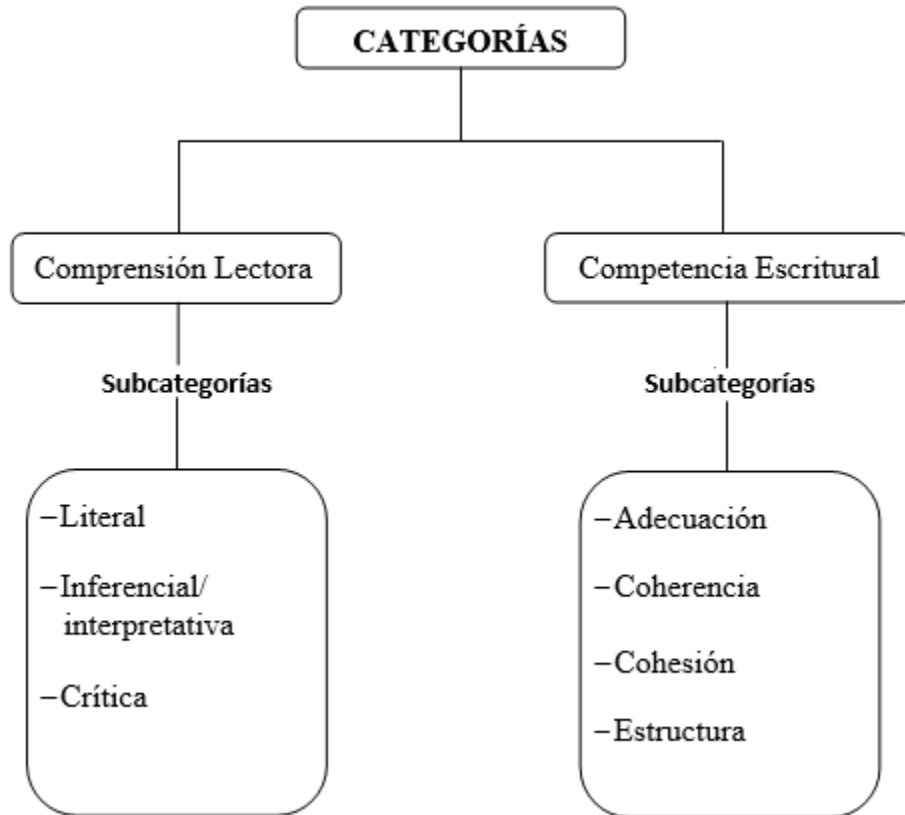 CATEGORÍAS
Comprensión Lectora
Competencia Escritural
Subcategorías
Subcategorías
–Literal
–Inferencial/
interpretativa
–Crítica
–Adecuación
–Coherencia
–Cohesión
–Estructura